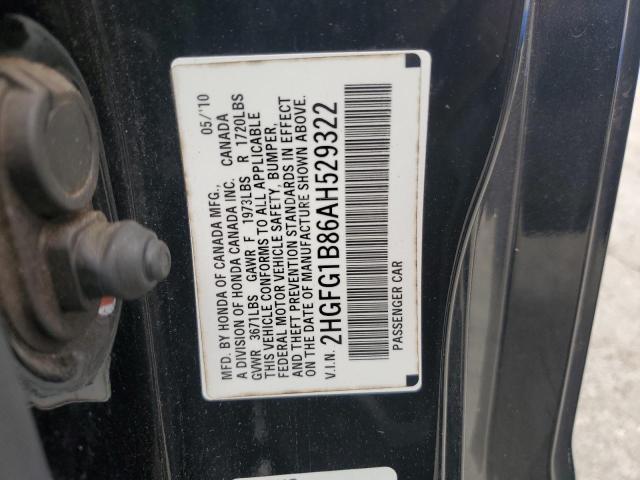 MFD. BY HONDA OF CANADA MFG., 05/'10
A DIVISION OF HONDA CANADA INC. CANADA
GVWR 3671LBS GAWR F 1973LBS R 1720LBS
THIS VEHICLE CONFORMS TO ALL APPLICABLE
FEDERAL MOTOR VEHICLE SAFETY, BUMPER,
AND THEFT PREVENTION STANDARDS IN EFFECT
ON THE DATE OF MANUFACTURE SHOWN ABOVE.
V.I.N. 2HGFG1B86AH529322
PASSENGER CAR